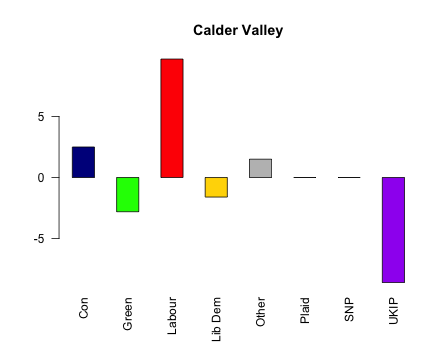 Calder Valley
5
0
-5
Con
Green
Labour
Lib Dem
Other
Plaid
SNP
UKIP